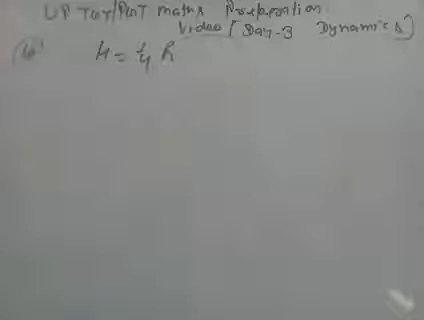 UP TGT/PGT maths Preparation
Video [Day-3 Dynamics]
H = 1/4 R